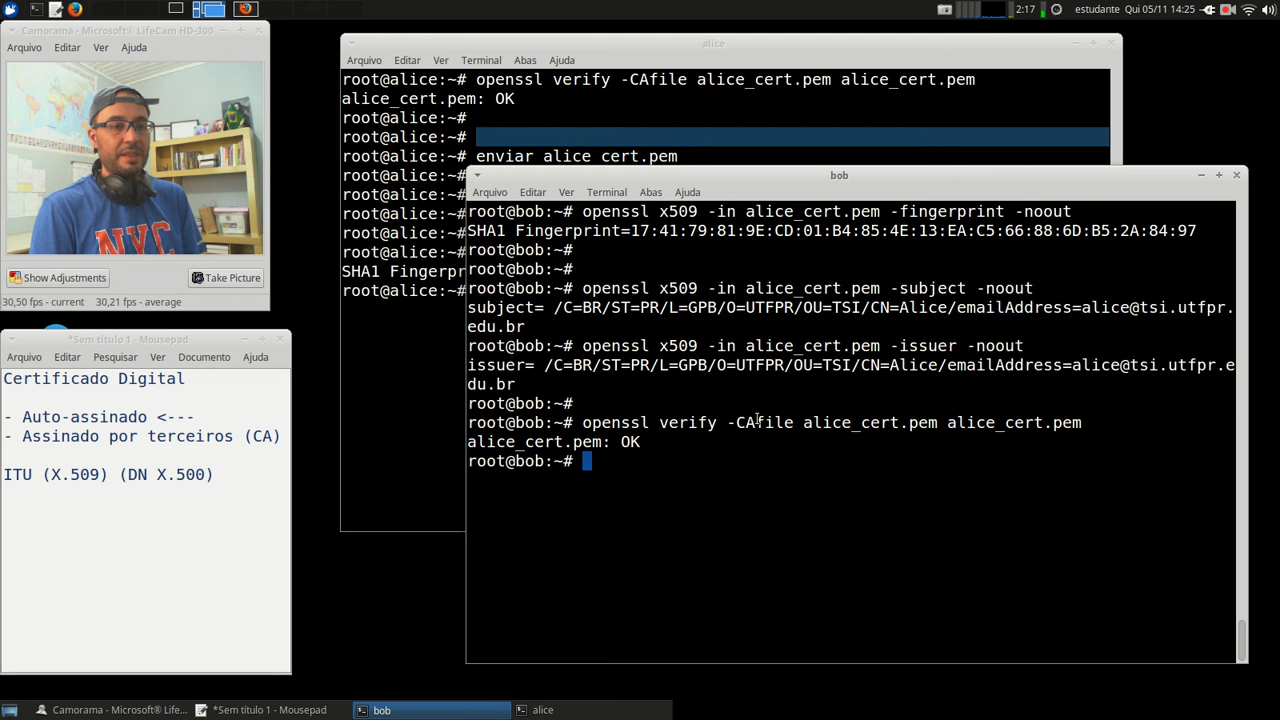 2:17
estudante Qui 05/11 14:25
Camorama - Microsoft® LifeCam HD-300
Arquivo Editar Ver Ajuda
NYC
Show Adjustments Take Picture
30,50 fps - current 30,21 fps - average
*Sem título 1 - Mousepad
Arquivo Editar Pesquisar Ver Documento Ajuda
Certificado Digital
- Auto-assinado <---
- Assinado por terceiros (CA)
ITU (X.509) (DN X.500)
alice
Arquivo Editar Ver Terminal Abas Ajuda
root@alice:~# openssl verify -CAfile alice_cert.pem alice_cert.pem
alice_cert.pem: OK
root@alice:~#
root@alice:~#
root@alice:~# enviar alice cert.pem
root@alice:~#
root@alice:~#
root@alice:~#
root@alice:~#
root@alice:~#
SHA1 Fingerpr
root@alice:~#
bob
Arquivo Editar Ver Terminal Abas Ajuda
root@bob:~# openssl x509 -in alice_cert.pem -fingerprint -noout
SHA1 Fingerprint=17:41:79:81:9E:CD:01:B4:85:4E:13:EA:C5:66:88:6D:B5:2A:84:97
root@bob:~#
root@bob:~#
root@bob:~# openssl x509 -in alice_cert.pem -subject -noout
subject= /C=BR/ST=PR/L=GPB/O=UTFPR/OU=TSI/CN=Alice/emailAddress=alice@tsi.utfpr.
edu.br
root@bob:~# openssl x509 -in alice_cert.pem -issuer -noout
issuer= /C=BR/ST=PR/L=GPB/O=UTFPR/OU=TSI/CN=Alice/emailAddress=alice@tsi.utfpr.e
du.br
root@bob:~#
root@bob:~# openssl verify -CAfile alice_cert.pem alice_cert.pem
alice_cert.pem: OK
root@bob:~#
Camorama - Microsoft® LifeC... *Sem título 1 - Mousepad bob alice